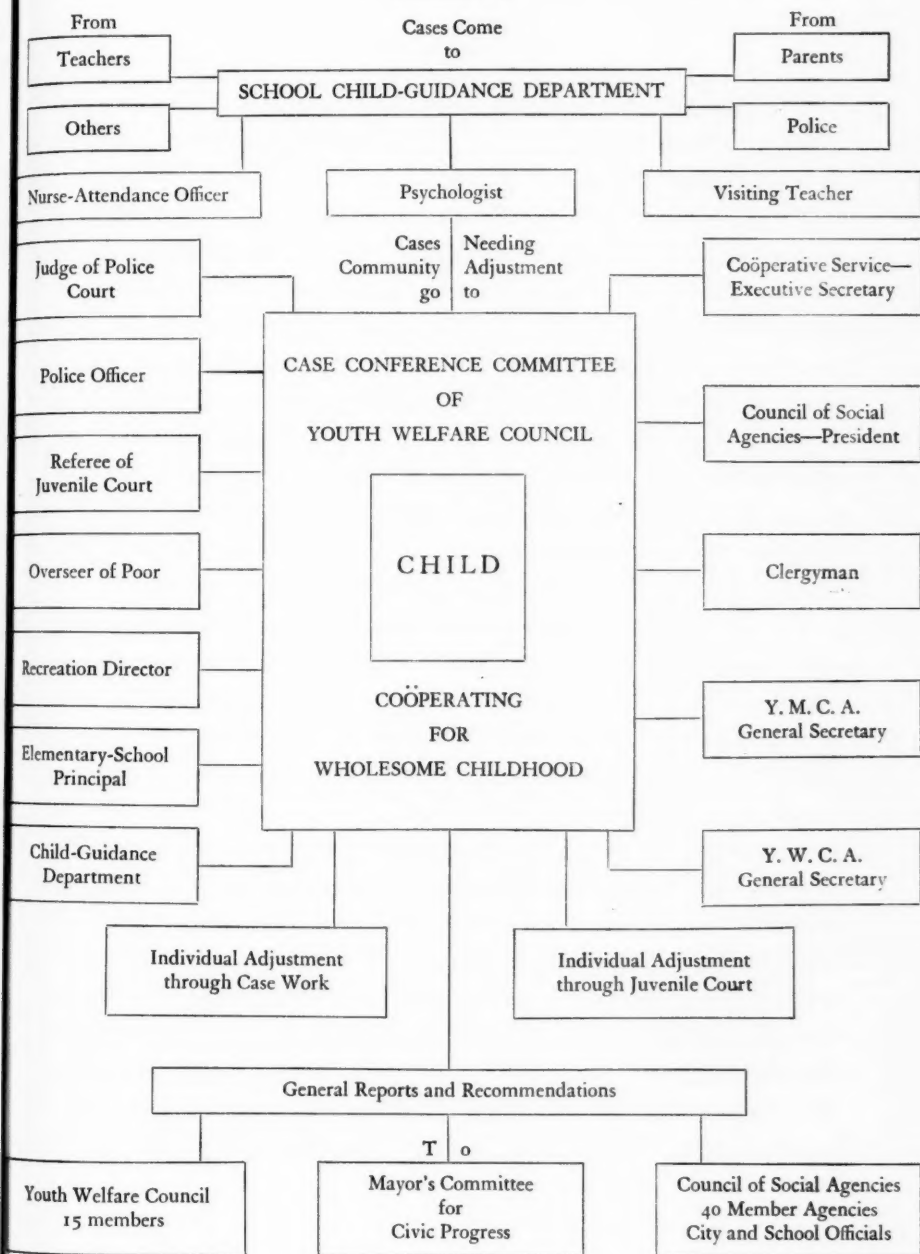 From
Teachers
Others
Cases Come
to
SCHOOL CHILD-GUIDANCE DEPARTMENT
From
Parents
Police
Nurse-Attendance Officer
Psychologist
Visiting Teacher
Cases Needing
Community Adjustment
go to
Judge of Police
Court
Police Officer
Referee of
Juvenile Court
Overseer of Poor
Recreation Director
Elementary-School
Principal
Child-Guidance
Department
CASE CONFERENCE COMMITTEE
OF
YOUTH WELFARE COUNCIL
CHILD
COÖPERATING
FOR
WHOLESOME CHILDHOOD
Coöperative Service—
Executive Secretary
Council of Social
Agencies—President
Clergyman
Y. M. C. A.
General Secretary
Y. W. C. A.
General Secretary
Individual Adjustment
through Case Work
Individual Adjustment
through Juvenile Court
General Reports and Recommendations
To
Youth Welfare Council
15 members
Mayor's Committee
for
Civic Progress
Council of Social Agencies
40 Member Agencies
City and School Officials